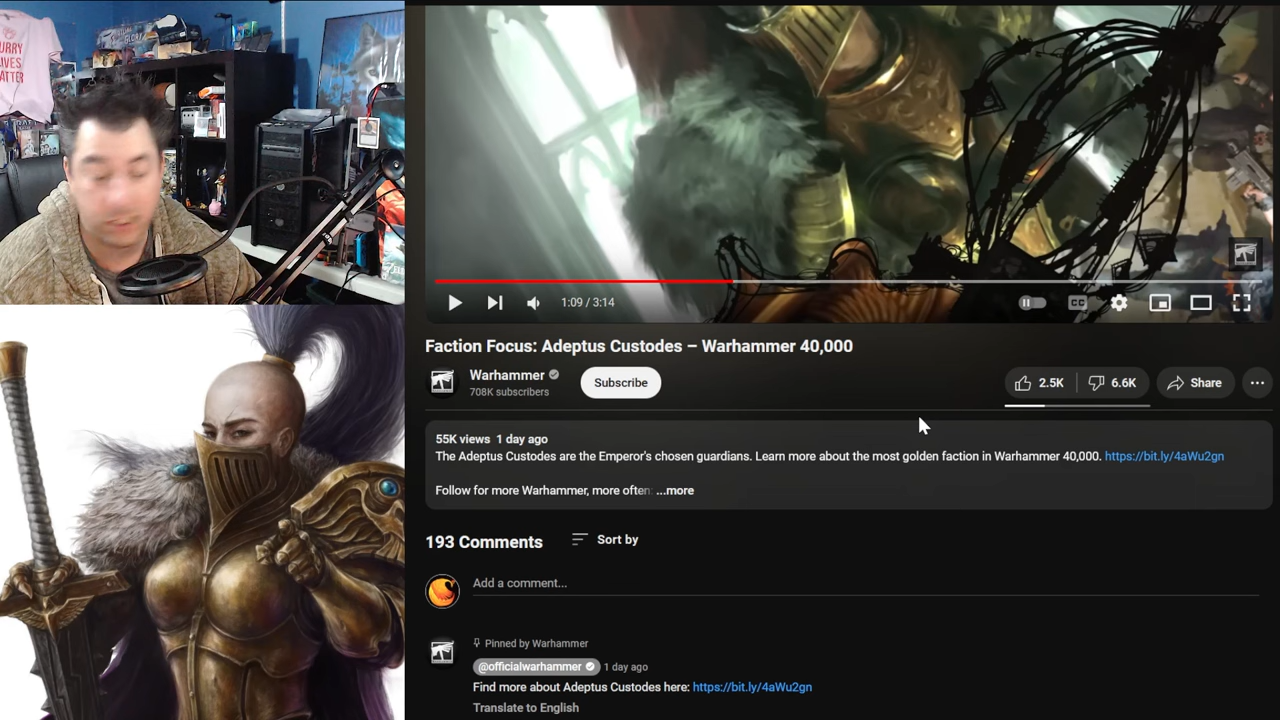 URRY
LIVES
ATTER
1:09 / 3:14
CC
Faction Focus: Adeptus Custodes – Warhammer 40,000
Warhammer
708K subscribers
Subscribe
2.5K
6.6K
Share
55K views 1 day ago
The Adeptus Custodes are the Emperor's chosen guardians. Learn more about the most golden faction in Warhammer 40,000. https://bit.ly/4aWu2gn
Follow for more Warhammer, more often: ...more
193 Comments
Sort by
Add a comment...
Pinned by Warhammer
@officialwarhammer 1 day ago
Find more about Adeptus Custodes here: https://bit.ly/4aWu2gn
Translate to English